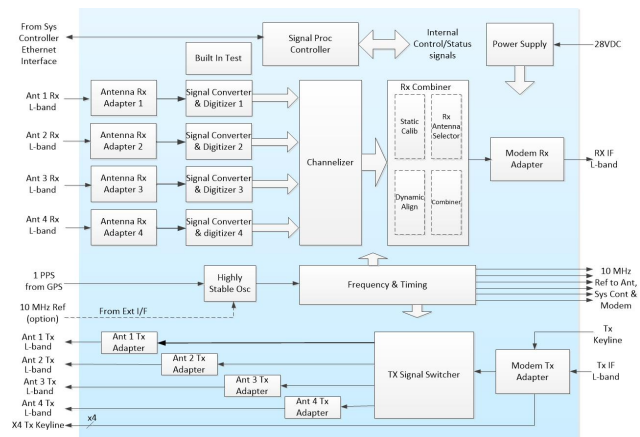 From Sys
Controller
Ethernet
Interface
Signal Proc
Controller
Internal
Control/Status
signals
Power Supply
28VDC
Built In Test
Ant 1 Rx
L-band
Antenna Rx
Adapter 1
Signal Converter
& Digitizer 1
Ant 2 Rx
L-band
Antenna Rx
Adapter 2
Signal Converter
& Digitizer 2
Ant 3 Rx
L-band
Antenna Rx
Adapter 3
Signal Converter
& Digitizer 3
Ant 4 Rx
L-band
Antenna Rx
Adapter 4
Signal Converter
& digitizer 4
Channelizer
Rx Combiner
Static
Calib
Rx
Antenna
Selector
Dynamic
Align
Combiner
Modem Rx
Adapter
RX IF
L-band
1 PPS
from GPS
Highly
Stable Osc
Frequency & Timing
10 MHz
Ref to Ant,
Sys Cont &
Modem
10 MHz Ref
(option)
From Ext I/F
Ant 1 Tx
L-band
Ant 1 Tx
Adapter
Ant 2 Tx
L-band
Ant 2 Tx
Adapter
Ant 3 Tx
L-band
Ant 3 Tx
Adapter
Ant 4 Tx
L-band
Ant 4 Tx
Adapter
TX Signal Switcher
Modem Tx
Adapter
Tx
Keyline
Tx IF
L-band
X4 Tx Keyline
x4